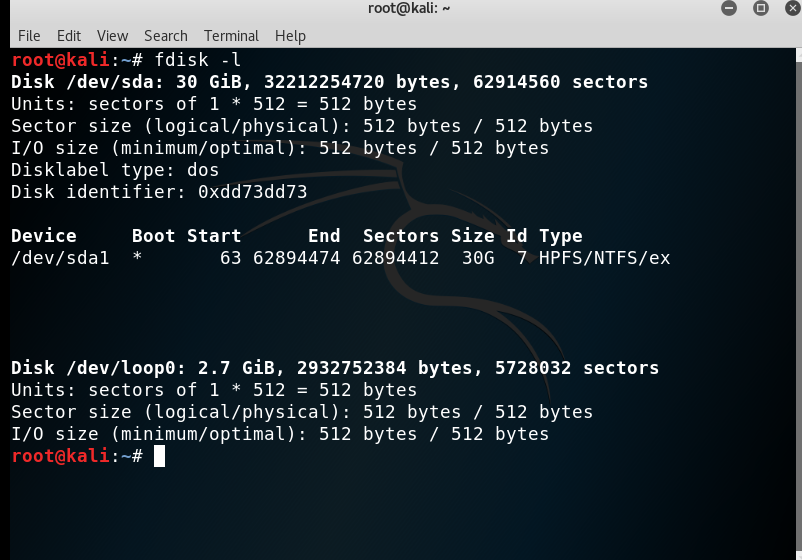 root@kali: ~
File Edit View Search Terminal Help
root@kali:~# fdisk -l
Disk /dev/sda: 30 GiB, 32212254720 bytes, 62914560 sectors
Units: sectors of 1 * 512 = 512 bytes
Sector size (logical/physical): 512 bytes / 512 bytes
I/O size (minimum/optimal): 512 bytes / 512 bytes
Disklabel type: dos
Disk identifier: 0xdd73dd73
Device     Boot Start      End  Sectors Size Id Type
/dev/sda1  *       63 62894474 62894412  30G  7 HPFS/NTFS/ex
Disk /dev/loop0: 2.7 GiB, 2932752384 bytes, 5728032 sectors
Units: sectors of 1 * 512 = 512 bytes
Sector size (logical/physical): 512 bytes / 512 bytes
I/O size (minimum/optimal): 512 bytes / 512 bytes
root@kali:~#